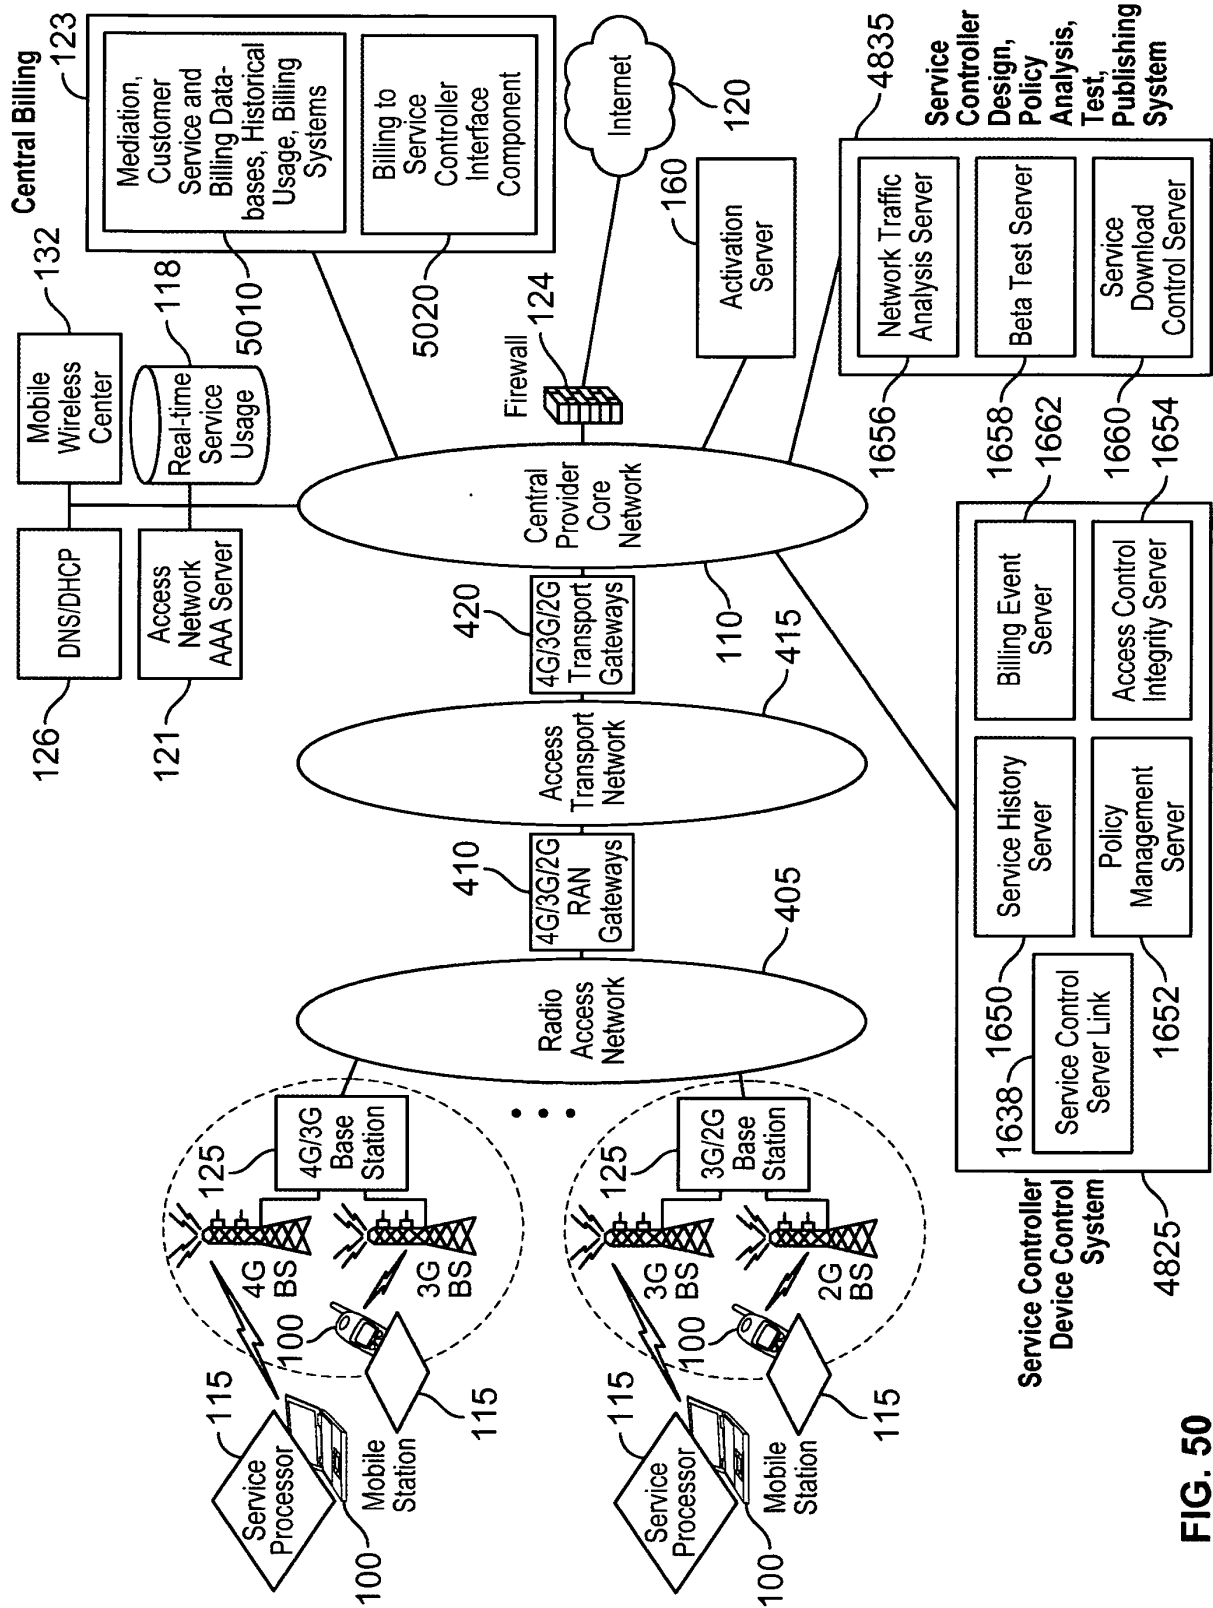 Central Billing
123
Mediation,
Customer
Service and
Billing Data-
bases, Historical
Usage, Billing
Systems
Billing to
Service
Controller
Interface
Component
5010
5020
132
Mobile
Wireless
Center
118
Real-time
Service
Usage
DNS/DHCP
126
Access
Network
AAA Server
121
Internet
120
Firewall
124
160
Activation
Server
4835
Service
Controller
Design,
Policy
Analysis,
Test,
Publishing
System
Network Traffic
Analysis Server
1656
Beta Test Server
1658
Service
Download
Control Server
1660
Central
Provider
Core
Network
110
420
4G/3G/2G
Transport
Gateways
415
Access
Transport
Network
410
4G/3G/2G
RAN
Gateways
405
Radio
Access
Network
125
4G/3G
Base
Station
4G
BS
3G
BS
100
115
Service
Processor
115
Mobile
Station
100
125
3G/2G
Base
Station
3G
BS
2G
BS
100
115
Service
Processor
115
Mobile
Station
100
1662
Billing Event
Server
1654
Access Control
Integrity Server
Service History
Server
1650
Policy
Management
Server
1652
1638
Service Control
Server Link
Service Controller
Device Control
System
4825
FIG. 50